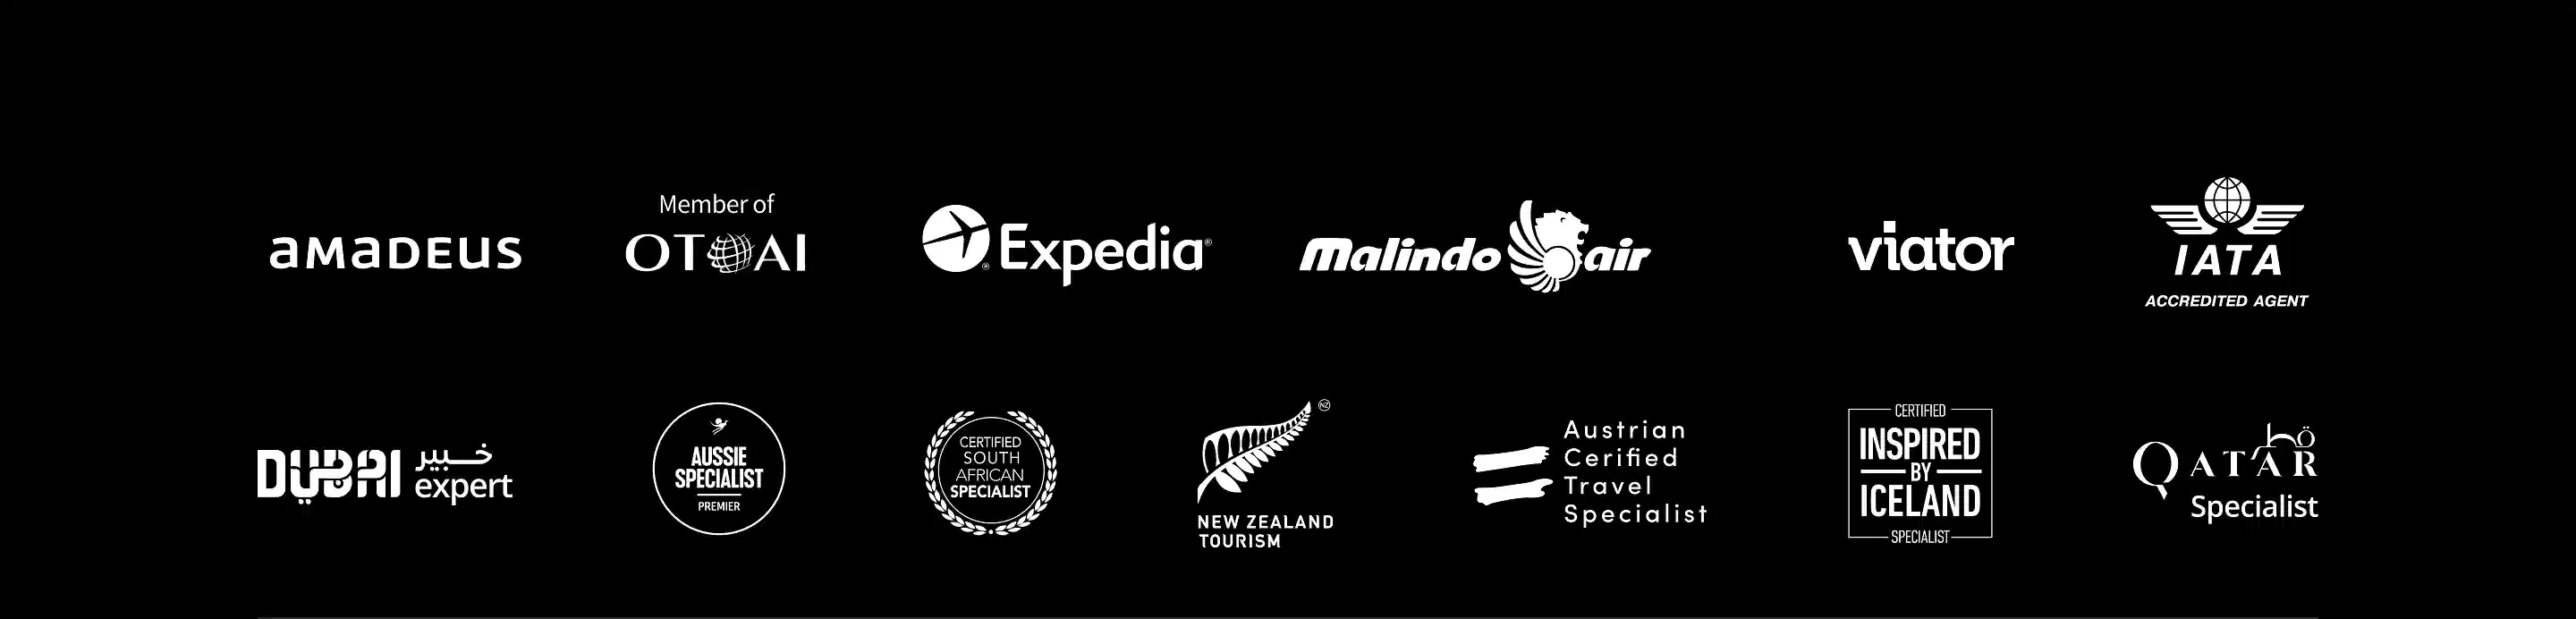 amadeus
Member of
OTOAI
Expedia®
Malindo air
viator
IATA
ACCREDITED AGENT
DUBAI
خبير
expert
AUSSIE
SPECIALIST
PREMIER
CERTIFIED
SOUTH
AFRICAN
SPECIALIST
NZ
NEW ZEALAND
TOURISM
Austrian
Cerified
Travel
Specialist
CERTIFIED
INSPIRED
BY
ICELAND
SPECIALIST
قطر
QATAR
Specialist